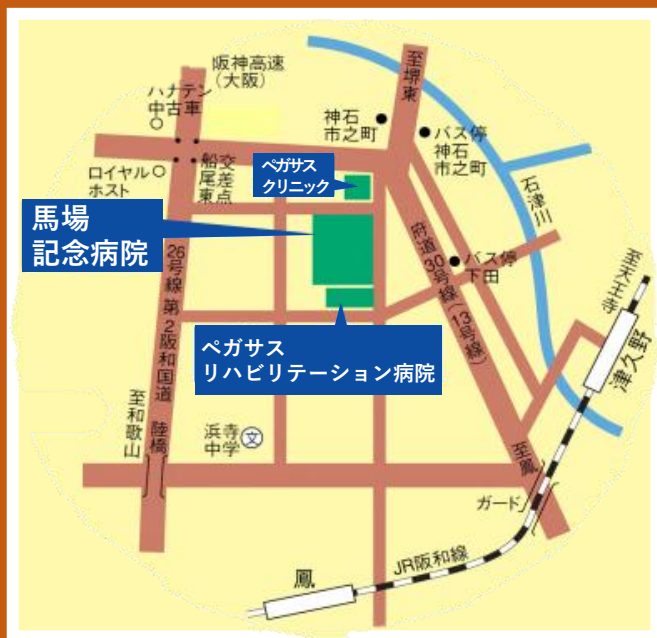 阪神高速
(大阪)
ハナテン
中古車
ロイヤル
ホスト
船尾東
交差点
ペガサス
クリニック
神石
市之町
至堺東
バス停
神石
市之町
石津川
馬場
記念病院
府道30号線(13号線)
バス停
下田
至天王寺
津久野
26号線 第2阪和国道
ペガサス
リハビリテーション病院
至和歌山
陸橋
浜寺
中学
文
至鳳
ガード
JR阪和線
鳳